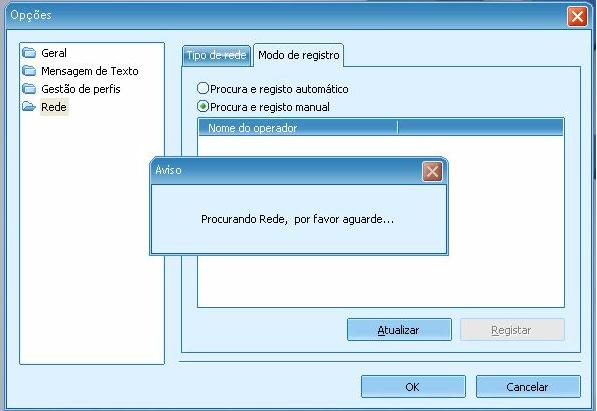 Opções
Geral
Mensagem de Texto
Gestão de perfis
Rede
Tipo de rede
Modo de registro
Procura e registo automático
Procura e registo manual
Nome do operador
Aviso
Procurando Rede, por favor aguarde...
Atualizar
Registar
OK
Cancelar